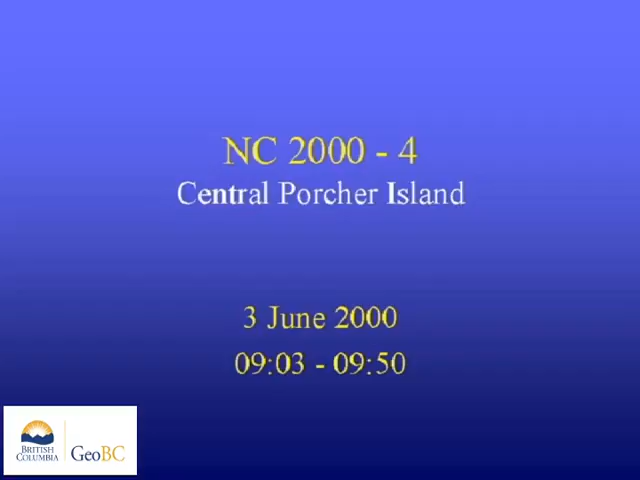 NC 2000 - 4
Central Porcher Island
3 June 2000
09:03 - 09:50
BRITISH
COLUMBIA
GeoBC